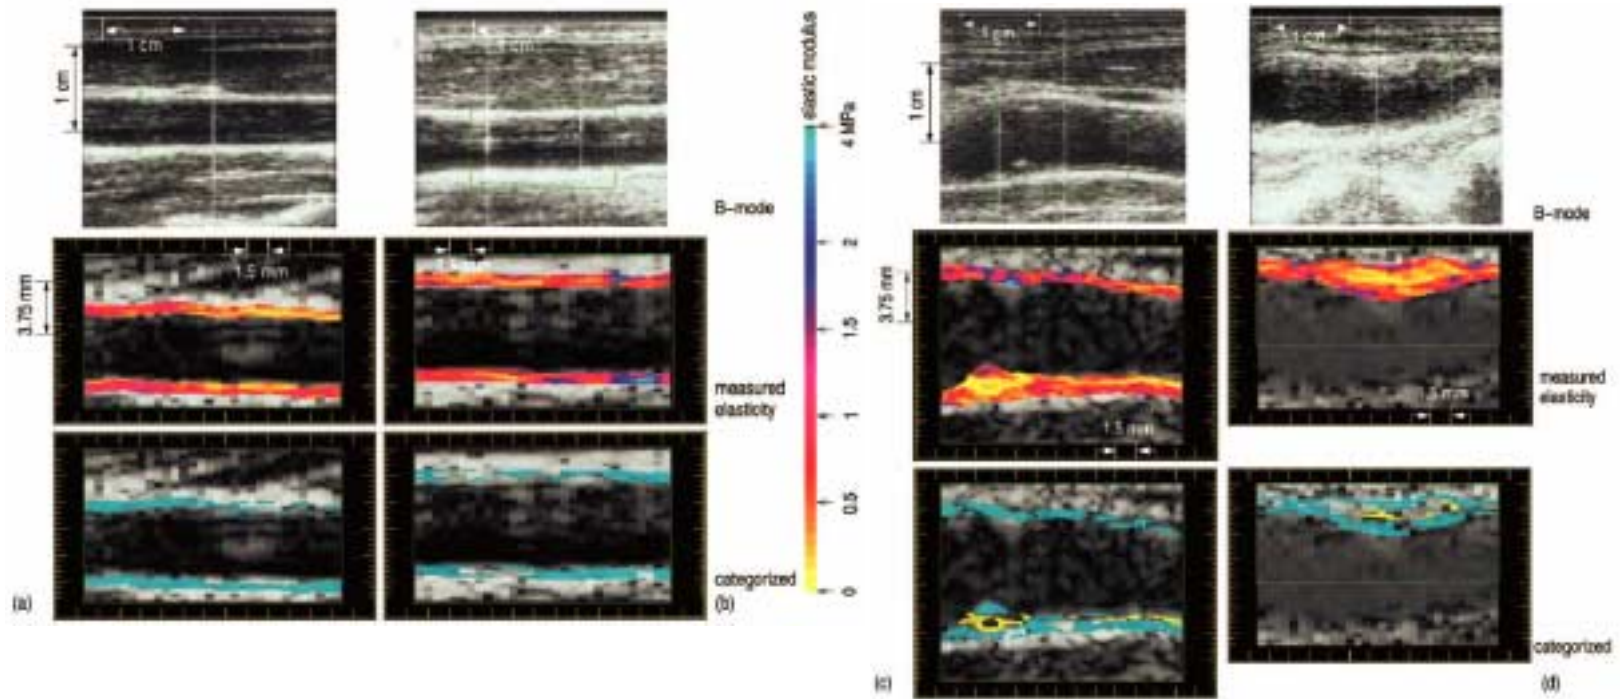 1 cm
1 cm
1 cm
B-mode
1.5 mm
3.75 mm
measured
elasticity
categorized
(a)
(b)
elastic modulus
4 MPa
2
1.5
1
0.5
0
1 cm
1 cm
1 cm
B-mode
3.75 mm
1.5 mm
measured
elasticity
categorized
(c)
(d)